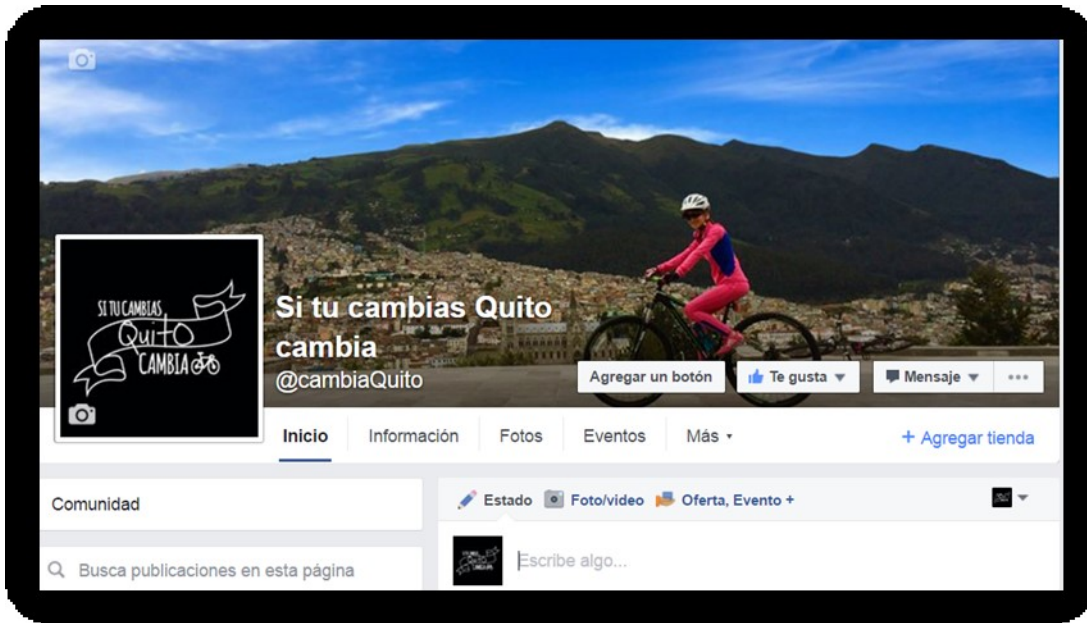 SI TU CAMBIAS
Quito
CAMBIA
Si tu cambias Quito
cambia
@cambiaQuito
Agregar un botón
Te gusta
Mensaje
Inicio Información Fotos Eventos Más
+ Agregar tienda
Comunidad
Estado Foto/video Oferta, Evento +
Escribe algo...
Busca publicaciones en esta página